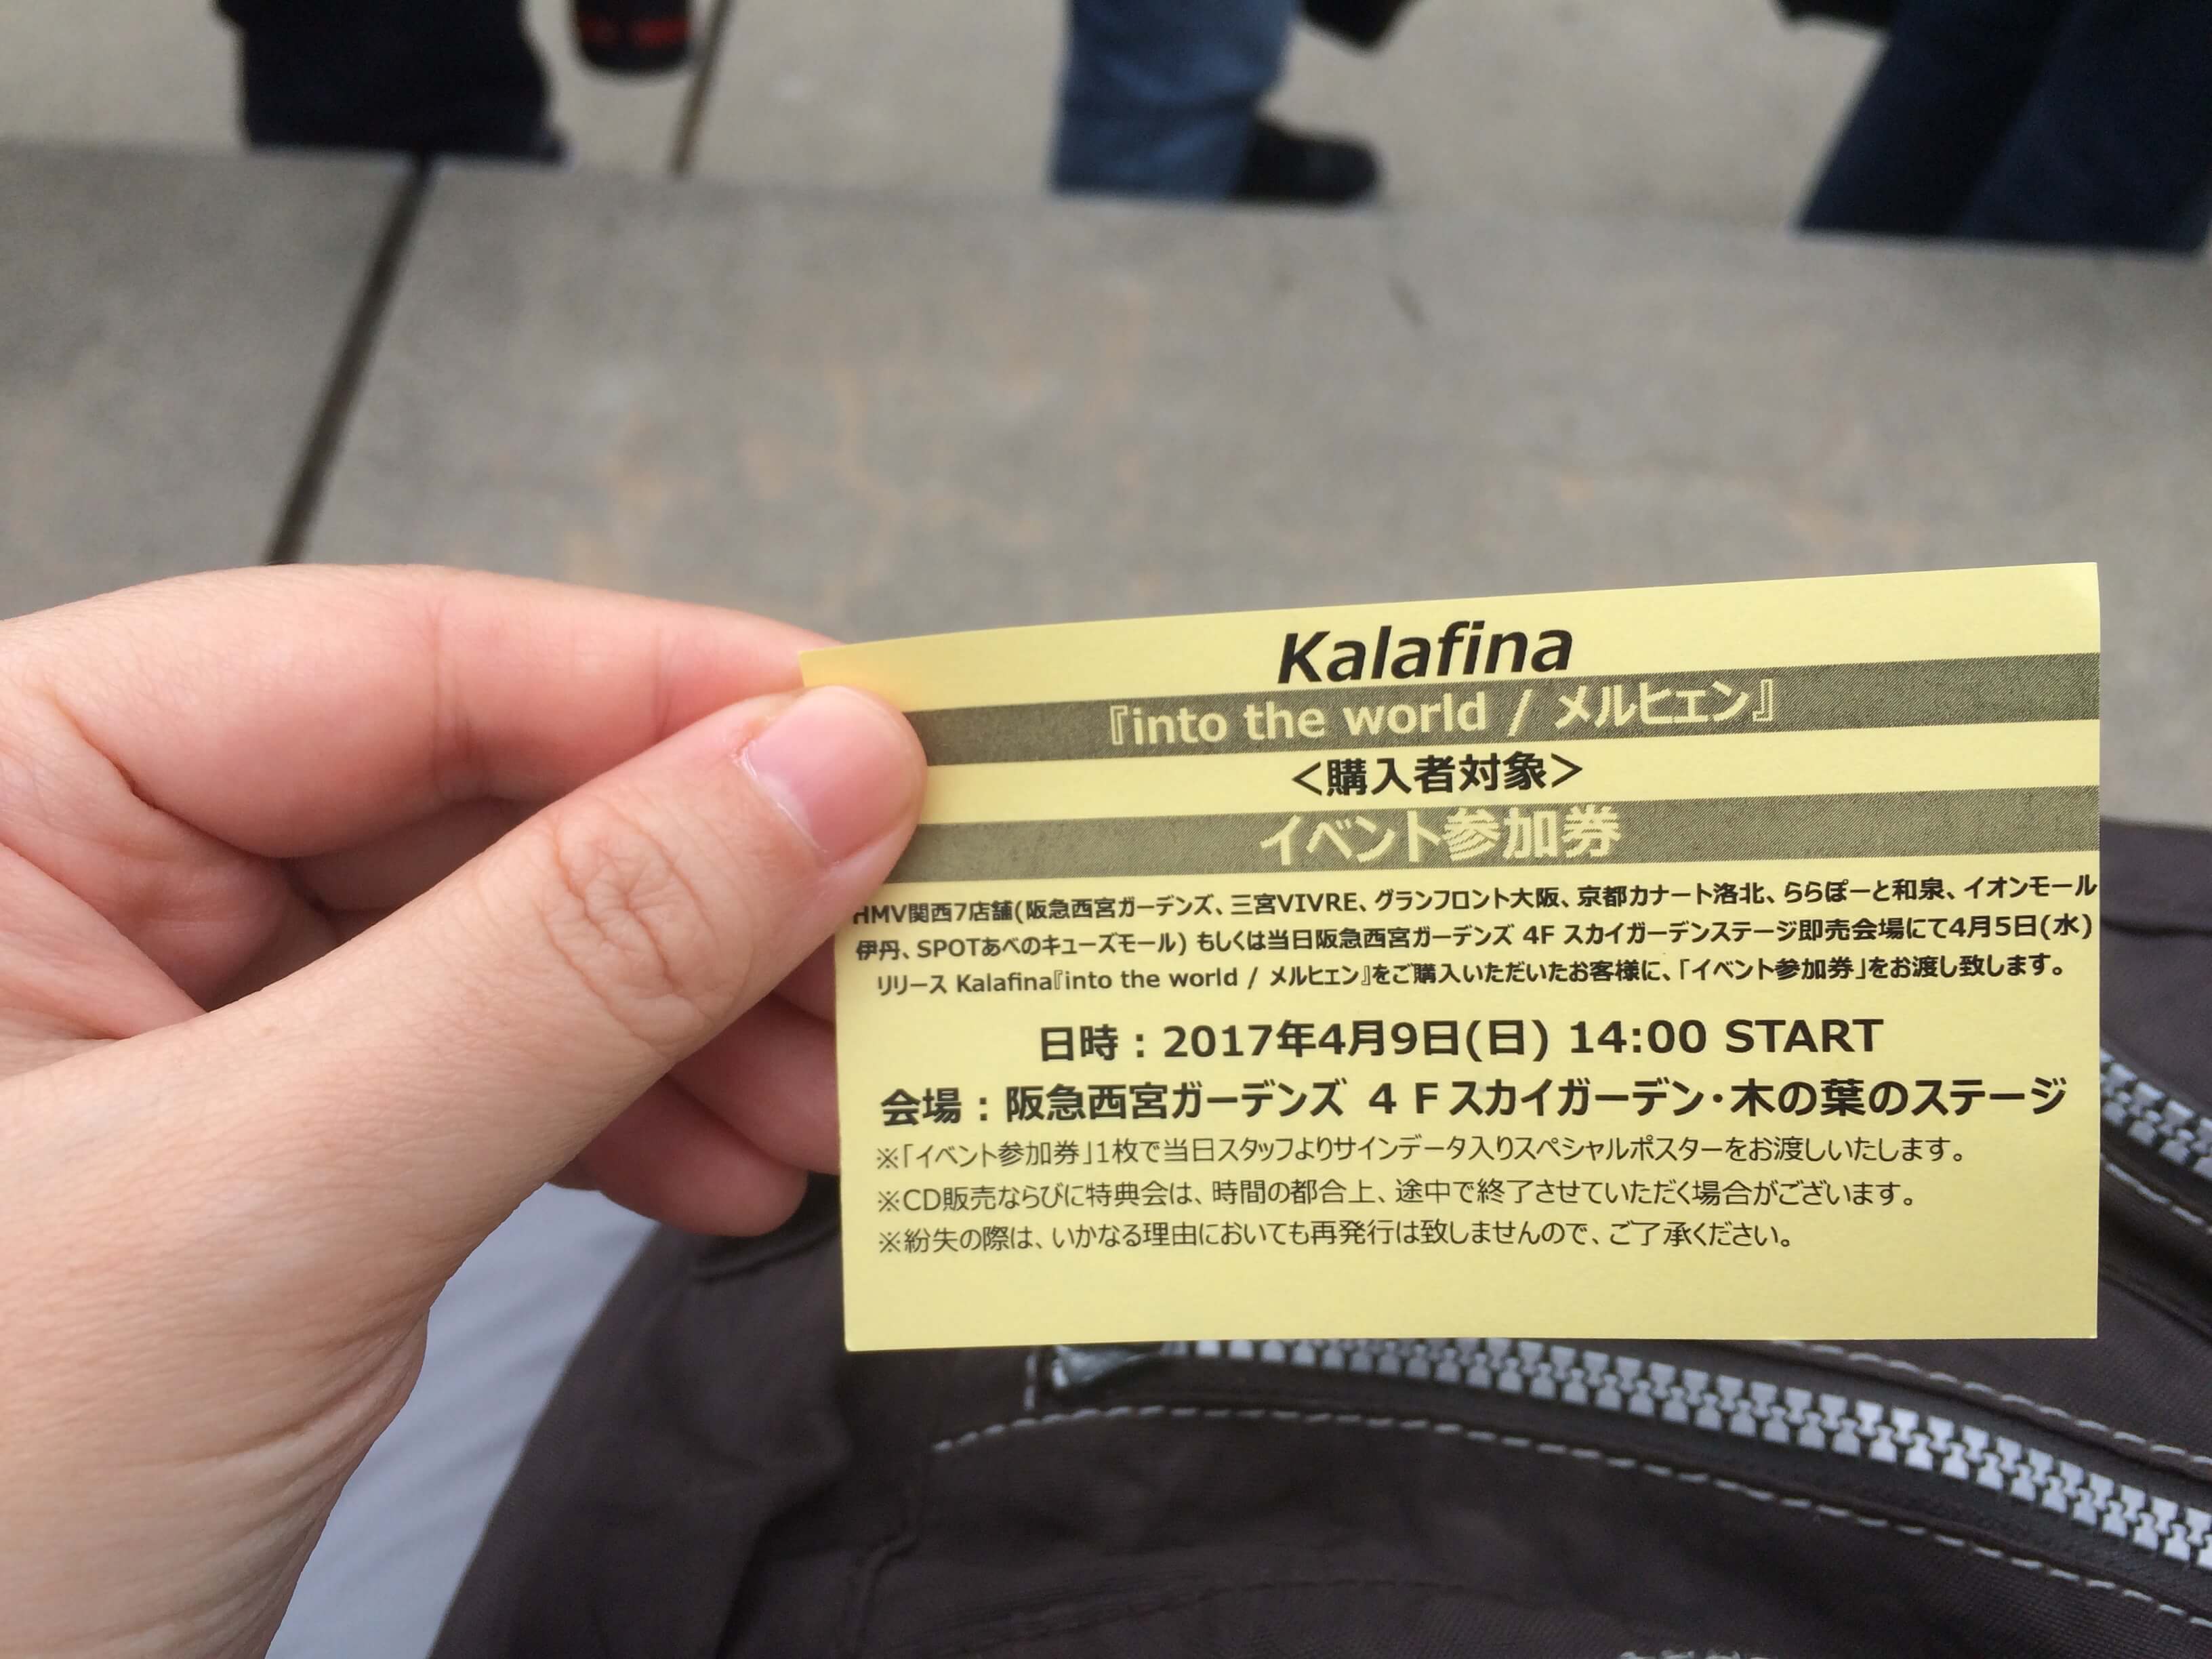 Kalafina
『into the world / メルヒェン』
<購入者対象>
イベント参加券
HMV関西7店舗(阪急西宮ガーデンズ、三宮VIVRE、グランフロント大阪、京都カナート洛北、ららぽーと和泉、イオンモール
伊丹、SPOTあべのキューズモール) もしくは当日阪急西宮ガーデンズ 4F スカイガーデンステージ即売会場にて4月5日(水)
リリース Kalafina『into the world / メルヒェン』をご購入いただいたお客様に、「イベント参加券」をお渡し致します。
日時：2017年4月9日(日) 14:00 START
会場：阪急西宮ガーデンズ ４Ｆスカイガーデン・木の葉のステージ
※「イベント参加券」1枚で当日スタッフよりサインデータ入りスペシャルポスターをお渡しいたします。
※CD販売ならびに特典会は、時間の都合上、途中で終了させていただく場合がございます。
※紛失の際は、いかなる理由においても再発行は致しませんので、ご了承ください。